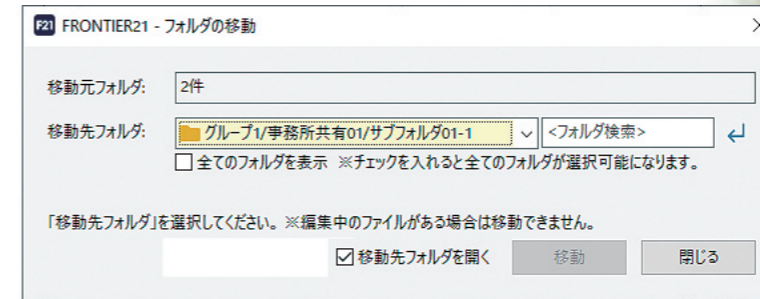 F21 FRONTIER21 - フォルダの移動
移動元フォルダ: 2件
移動先フォルダ: グループ1/事務所共有01/サブフォルダ01-1 <フォルダ検索>
全てのフォルダを表示 ※チェックを入れると全てのフォルダが選択可能になります。
「移動先フォルダ」を選択してください。※編集中のファイルがある場合は移動できません。
移動先フォルダを開く 移動 閉じる